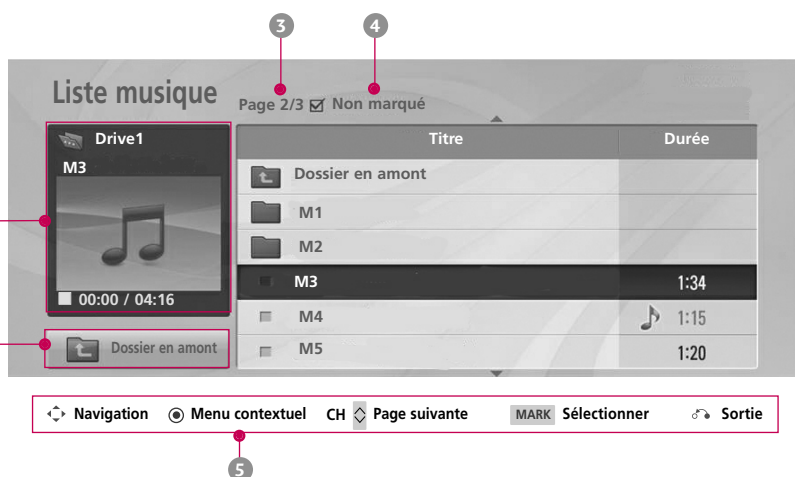 3 4
Liste musique
Page 2/3 Non marqué
Drive1
M3
00:00 / 04:16
Dossier en amont
Titre Durée
Dossier en amont
M1
M2
M3 1:34
M4 1:15
M5 1:20
Navigation Menu contextuel CH Page suivante MARK Sélectionner Sortie
5